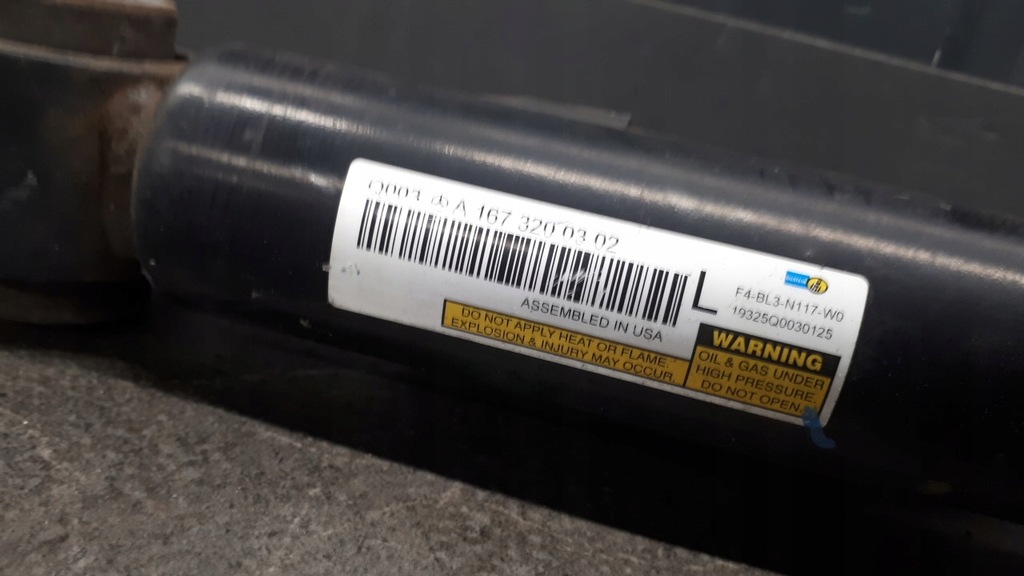 Q003 A 167 320 03 02
L
ASSEMBLED IN USA
DO NOT APPLY HEAT OR FLAME.
EXPLOSION & INJURY MAY OCCUR.
F4-BL3-N117-W0
19325Q0030125
WARNING
OIL & GAS UNDER
HIGH PRESSURE.
DO NOT OPEN.